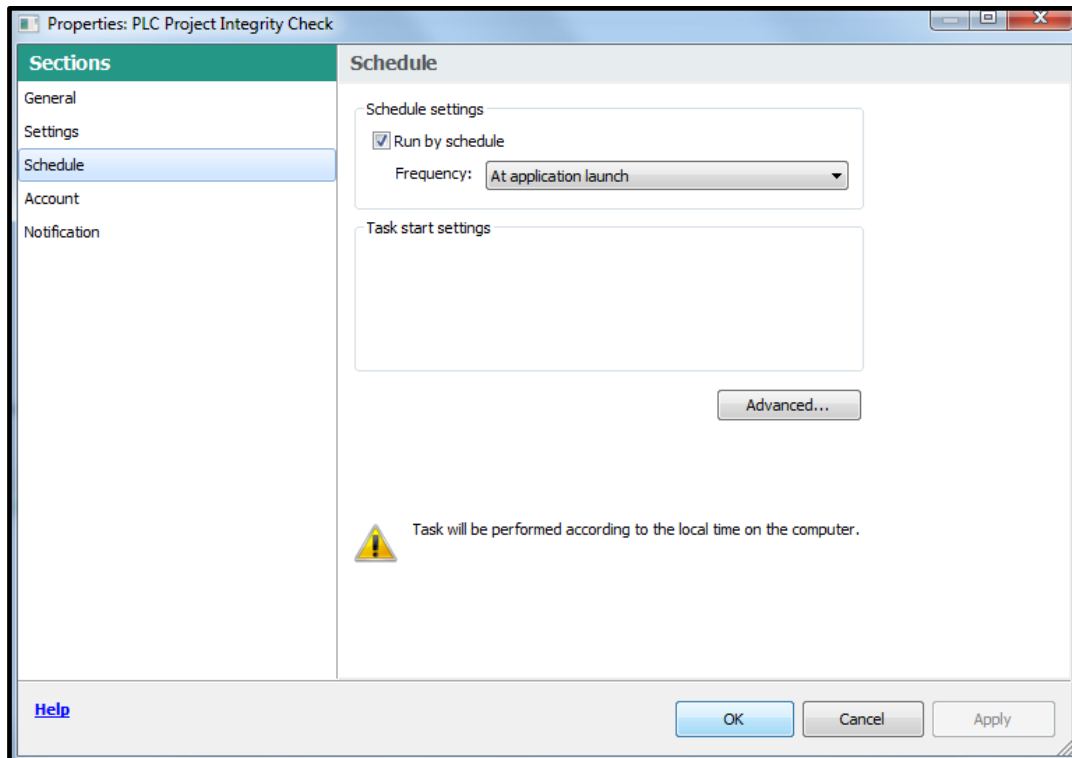 Properties: PLC Project Integrity Check
Sections
General
Settings
Schedule
Account
Notification
Schedule
Schedule settings
Run by schedule
Frequency: At application launch
Task start settings
Advanced...
Task will be performed according to the local time on the computer.
Help
OK Cancel Apply